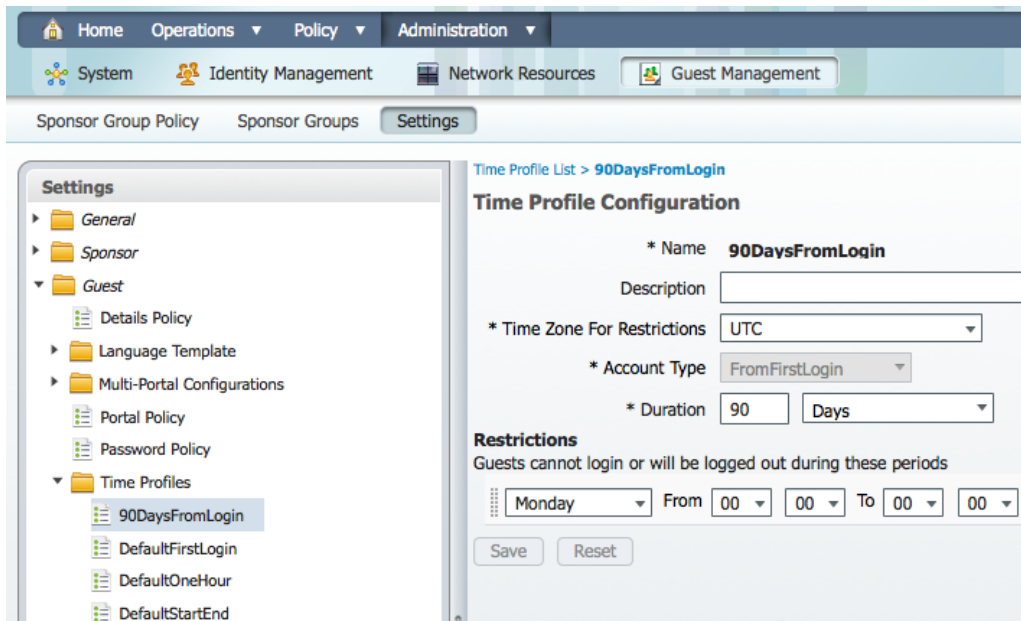 Home Operations Policy Administration
System Identity Management Network Resources Guest Management
Sponsor Group Policy Sponsor Groups Settings
Settings
General
Sponsor
Guest
Details Policy
Language Template
Multi-Portal Configurations
Portal Policy
Password Policy
Time Profiles
90DaysFromLogin
DefaultFirstLogin
DefaultOneHour
DefaultStartEnd
Time Profile List > 90DaysFromLogin
Time Profile Configuration
* Name 90DaysFromLogin
Description
* Time Zone For Restrictions UTC
* Account Type FromFirstLogin
* Duration 90 Days
Restrictions
Guests cannot login or will be logged out during these periods
Monday From 00 00 To 00 00
Save Reset